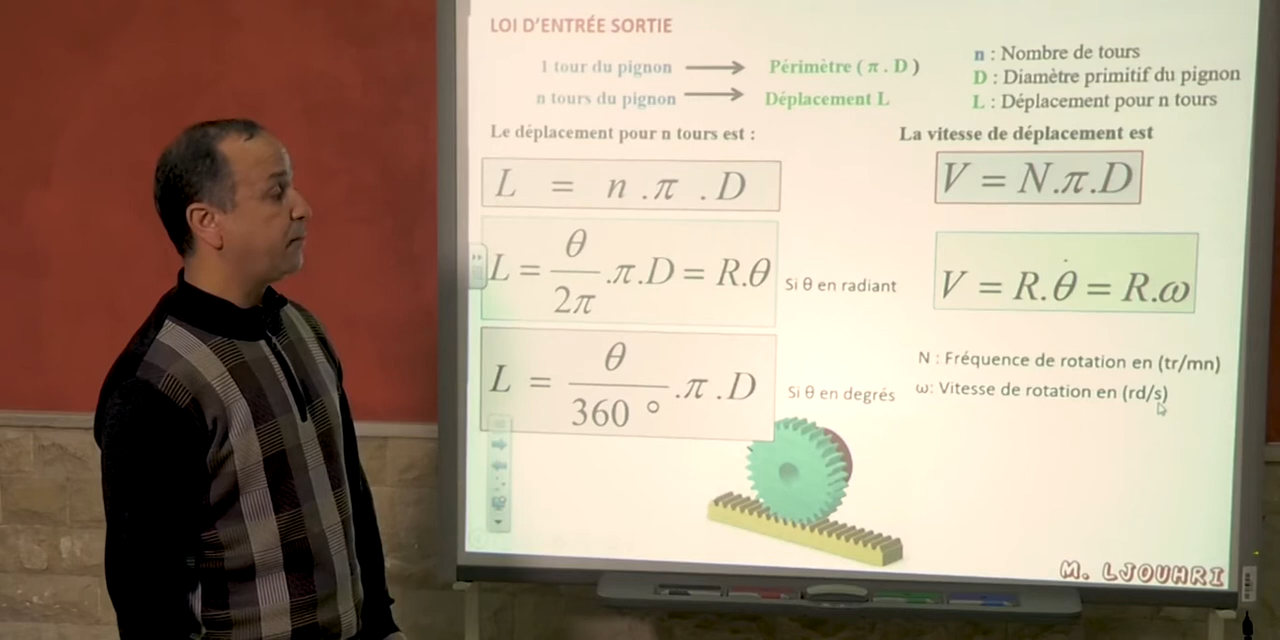 LOI D'ENTRÉE SORTIE
1 tour du pignon ⟶ Périmètre ( π . D )
n tours du pignon ⟶ Déplacement L
n : Nombre de tours
D : Diamètre primitif du pignon
L : Déplacement pour n tours
Le déplacement pour n tours est :
L = n . π . D
L = θ/2π .π.D = R.θ Si θ en radiant
L = θ/360 ° .π . D Si θ en degrés
La vitesse de déplacement est
V = N.π.D
V = R.θ̇ = R.ω
N : Fréquence de rotation en (tr/mn)
ω: Vitesse de rotation en (rd/s)
M. LJOUHRI